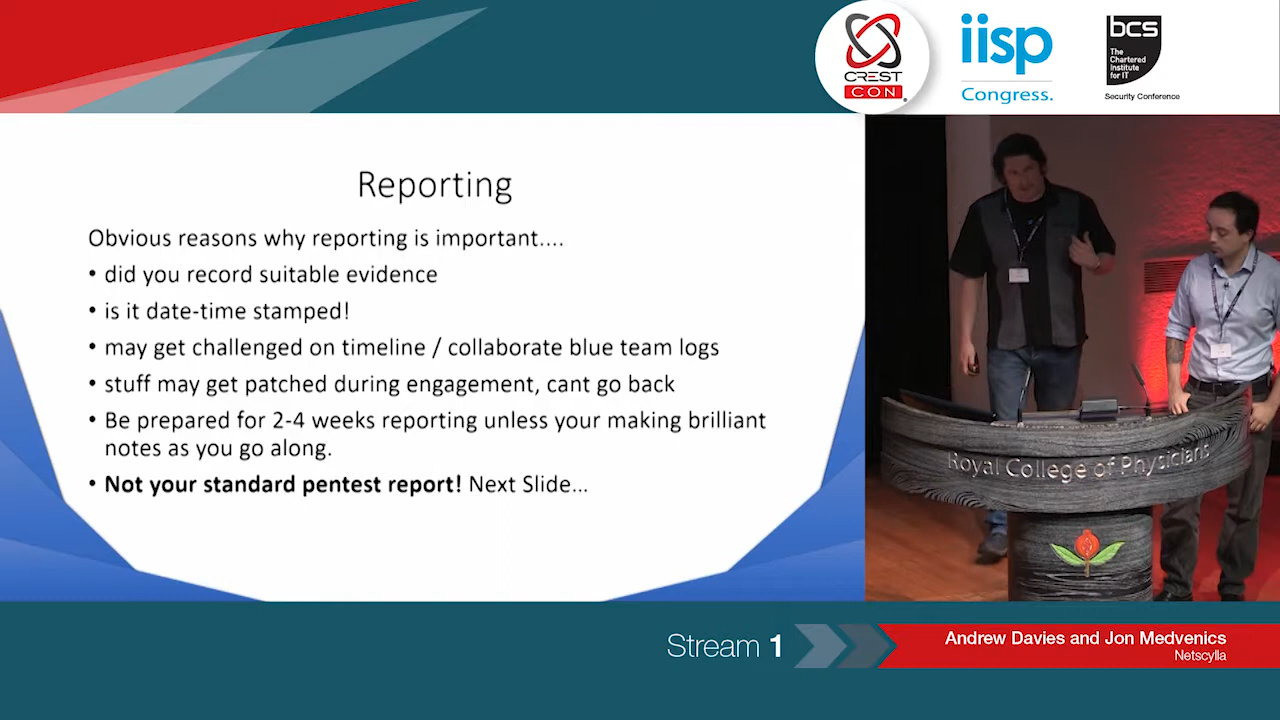 CREST
CON
iisp
Congress.
bcs
The
Chartered
Institute
for IT
Security Conference
Reporting
Obvious reasons why reporting is important....
• did you record suitable evidence
• is it date-time stamped!
• may get challenged on timeline / collaborate blue team logs
• stuff may get patched during engagement, cant go back
• Be prepared for 2-4 weeks reporting unless your making brilliant
notes as you go along.
• Not your standard pentest report! Next Slide...
Royal College of Physicians
Stream 1
Andrew Davies and Jon Medvenics
Netscylla